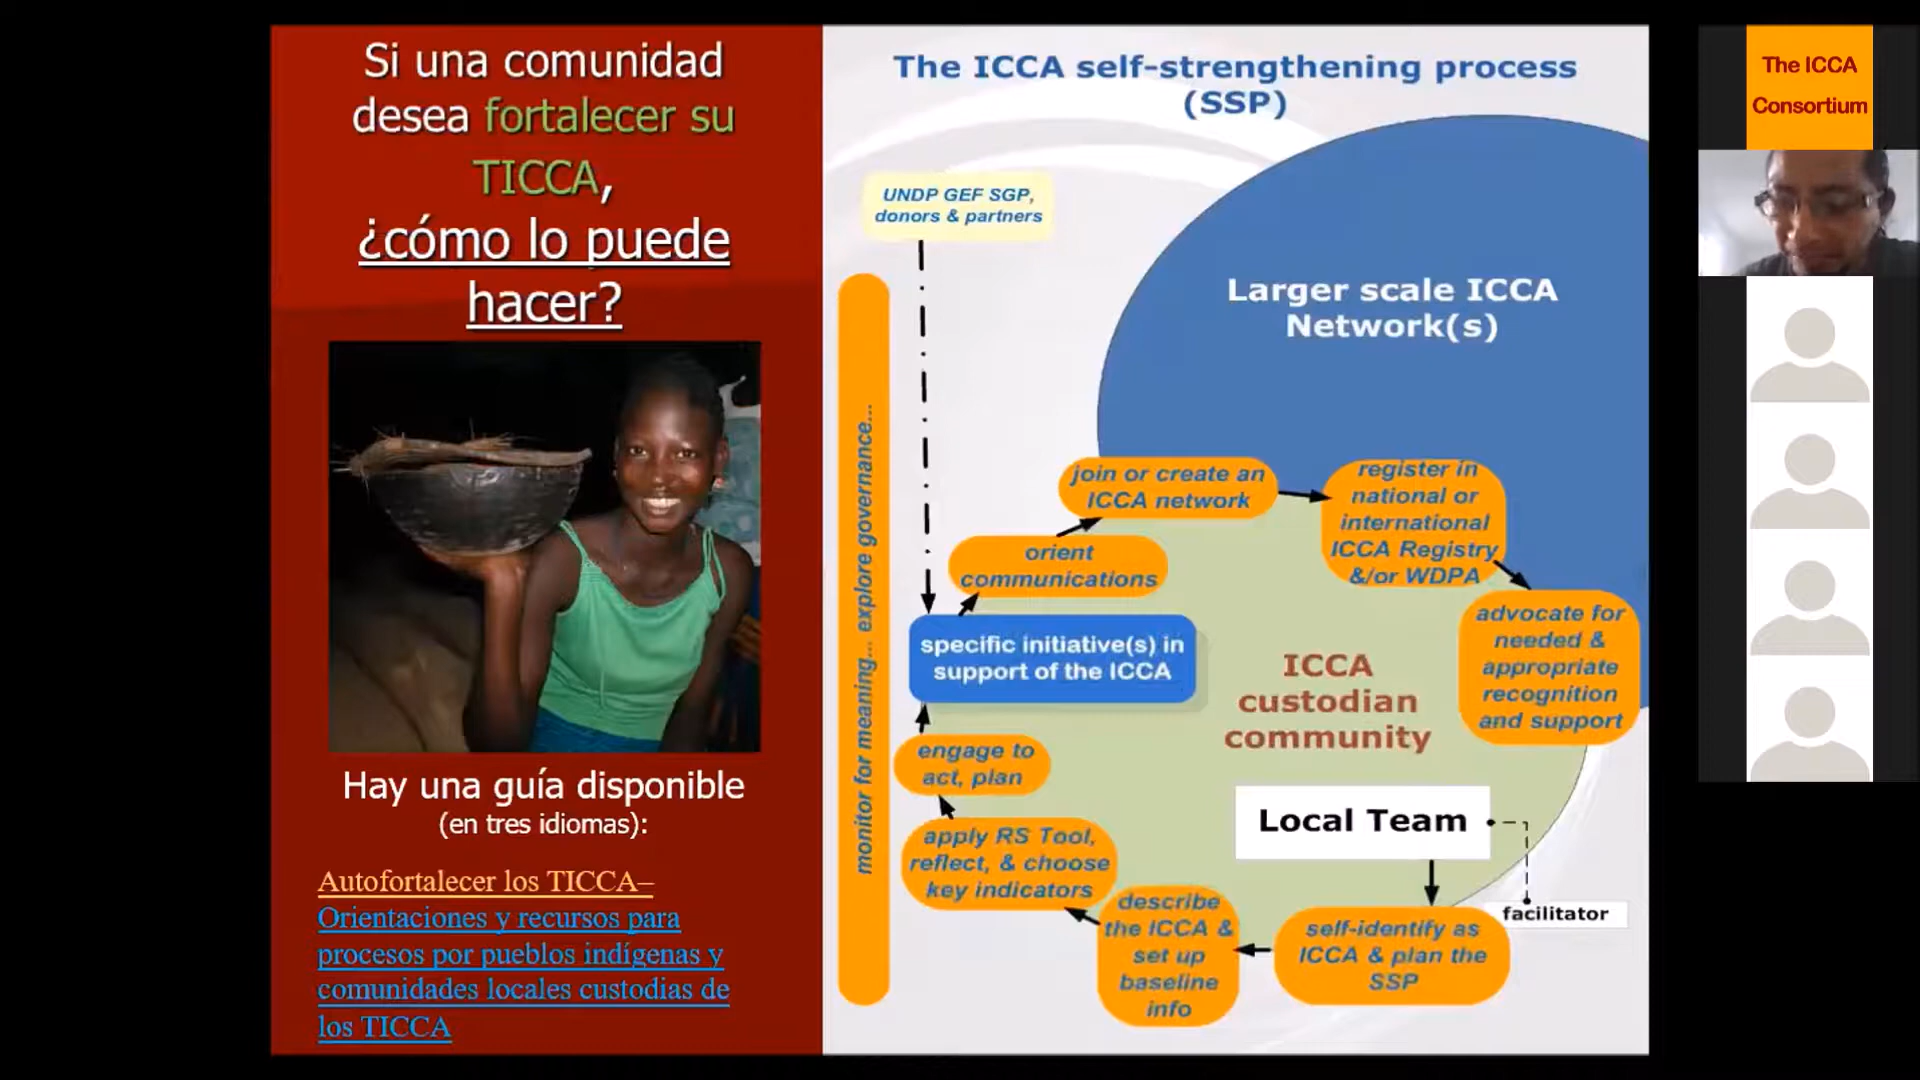 Si una comunidad
desea fortalecer su
TICCA,
¿cómo lo puede
hacer?
Hay una guía disponible
(en tres idiomas):
Autofortalecer los TICCA–
Orientaciones y recursos para
procesos por pueblos indígenas y
comunidades locales custodias de
los TICCA
The ICCA self-strengthening process
(SSP)
UNDP GEF SGP,
donors & partners
Larger scale ICCA
Network(s)
monitor for meaning... explore governance...
join or create an
ICCA network
register in
national or
international
ICCA Registry
&/or WDPA
orient
communications
advocate for
needed &
appropriate
recognition
and support
specific initiative(s) in
support of the ICCA
ICCA
custodian
community
engage to
act, plan
Local Team
apply RS Tool,
reflect, & choose
key indicators
describe
the ICCA &
set up
baseline
info
self-identify as
ICCA & plan the
SSP
facilitator
The ICCA
Consortium